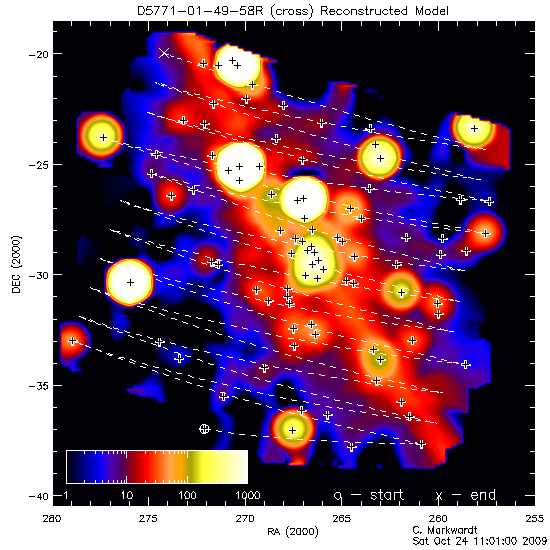 D5771-01-49-58R (cross) Reconstructed Model
-20
-25
-30
-35
-40
DEC (2000)
-1 10 100 1000
o - start x - end
280 275 270 265 260 255
RA (2000)
C. Markwardt
Sat Oct 24 11:01:00 2009